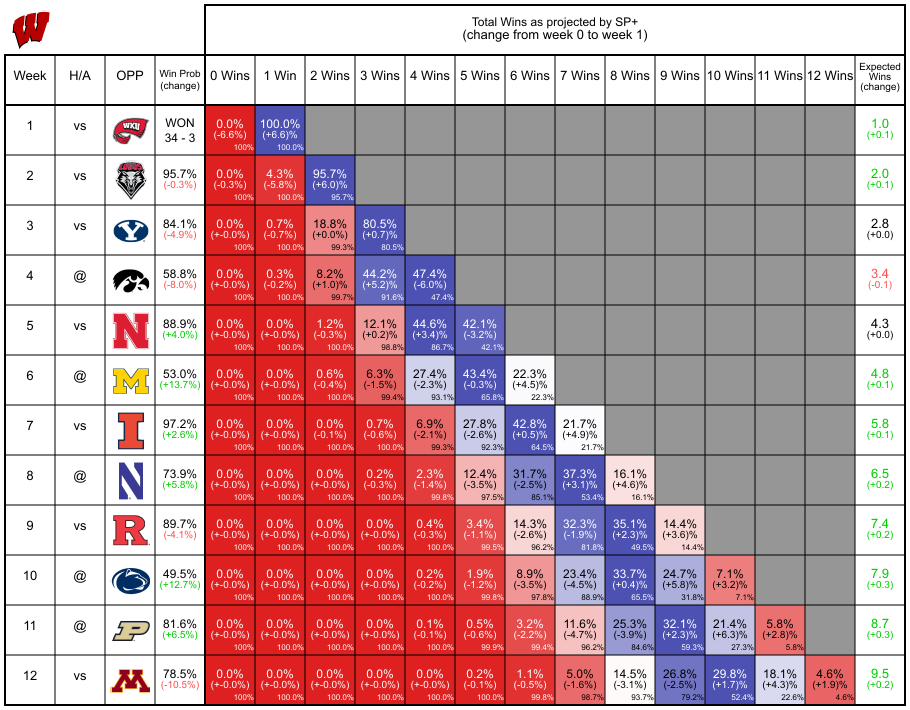 Total Wins as projected by SP+
(change from week 0 to week 1)
Week H/A OPP Win Prob (change) 0 Wins 1 Win 2 Wins 3 Wins 4 Wins 5 Wins 6 Wins 7 Wins 8 Wins 9 Wins 10 Wins 11 Wins 12 Wins Expected Wins (change)
1 vs WKU WON 0.0% 100.0% 1.0
34 - 3 (-6.6%) (+6.6)% (+0.1)
100% 100.0%
2 vs 95.7% 0.0% 4.3% 95.7% 2.0
(-0.3%) (-0.3%) (-5.8%) (+6.0)% (+0.1)
100% 100.0% 95.7%
3 vs Y 84.1% 0.0% 0.7% 18.8% 80.5% 2.8
(-4.9%) (+-0.0%) (-0.7%) (+0.0)% (+0.7)% (+0.0)
100% 100.0% 99.3% 80.5%
4 @ 58.8% 0.0% 0.3% 8.2% 44.2% 47.4% 3.4
(-8.0%) (+-0.0%) (-0.2%) (+1.0)% (+5.2)% (-6.0%) (-0.1)
100% 100.0% 99.7% 91.6% 47.4%
5 vs N 88.9% 0.0% 0.0% 1.2% 12.1% 44.6% 42.1% 4.3
(+4.0%) (+-0.0%) (+-0.0%) (-0.3%) (+0.2)% (+3.4)% (-3.2%) (+0.0)
100% 100.0% 100.0% 98.8% 86.7% 42.1%
6 @ M 53.0% 0.0% 0.0% 0.6% 6.3% 27.4% 43.4% 22.3% 4.8
(+13.7%) (+-0.0%) (+-0.0%) (-0.4%) (-1.5%) (-2.3%) (-0.3%) (+4.5)% (+0.1)
100% 100.0% 100.0% 99.4% 93.1% 65.8% 22.3%
7 vs I 97.2% 0.0% 0.0% 0.0% 0.7% 6.9% 27.8% 42.8% 21.7% 5.8
(+2.6%) (+-0.0%) (+-0.0%) (-0.1%) (-0.6%) (-2.1%) (-2.6%) (+0.5)% (+4.9)% (+0.1)
100% 100.0% 100.0% 100.0% 99.3% 92.3% 64.5% 21.7%
8 @ N 73.9% 0.0% 0.0% 0.0% 0.2% 2.3% 12.4% 31.7% 37.3% 16.1% 6.5
(+5.8%) (+-0.0%) (+-0.0%) (+-0.0%) (-0.3%) (-1.4%) (-3.5%) (-2.5%) (+3.1)% (+4.6)% (+0.2)
100% 100.0% 100.0% 100.0% 99.8% 97.5% 85.1% 53.4% 16.1%
9 vs R 89.7% 0.0% 0.0% 0.0% 0.0% 0.4% 3.4% 14.3% 32.3% 35.1% 14.4% 7.4
(-4.1%) (+-0.0%) (+-0.0%) (+-0.0%) (+-0.0%) (-0.3%) (-1.1%) (-2.6%) (-1.9%) (+2.3)% (+3.6)% (+0.2)
100% 100.0% 100.0% 100.0% 100.0% 99.5% 96.2% 81.8% 49.5% 14.4%
10 @ 49.5% 0.0% 0.0% 0.0% 0.0% 0.2% 1.9% 8.9% 23.4% 33.7% 24.7% 7.1% 7.9
(+12.7%) (+-0.0%) (+-0.0%) (+-0.0%) (+-0.0%) (-0.2%) (-1.2%) (-3.5%) (-4.5%) (+0.4)% (+5.8)% (+3.2)% (+0.3)
100% 100.0% 100.0% 100.0% 100.0% 99.8% 97.8% 88.9% 65.5% 31.8% 7.1%
11 @ P 81.6% 0.0% 0.0% 0.0% 0.0% 0.1% 0.5% 3.2% 11.6% 25.3% 32.1% 21.4% 5.8% 8.7
(+6.5%) (+-0.0%) (+-0.0%) (+-0.0%) (+-0.0%) (-0.1%) (-0.6%) (-2.2%) (-4.7%) (-3.9%) (+2.3)% (+6.3)% (+2.8)% (+0.3)
100% 100.0% 100.0% 100.0% 100.0% 99.9% 99.4% 96.2% 84.6% 59.3% 27.3% 5.8%
12 vs M 78.5% 0.0% 0.0% 0.0% 0.0% 0.0% 0.2% 1.1% 5.0% 14.5% 26.8% 29.8% 18.1% 4.6% 9.5
(-10.5%) (+-0.0%) (+-0.0%) (+-0.0%) (+-0.0%) (+-0.0%) (-0.1%) (-0.5%) (-1.6%) (-3.1%) (-2.5%) (+1.7)% (+4.3)% (+1.9)% (+0.2)
100% 100.0% 100.0% 100.0% 100.0% 100.0% 99.8% 98.7% 93.7% 79.2% 52.4% 22.6% 4.6%